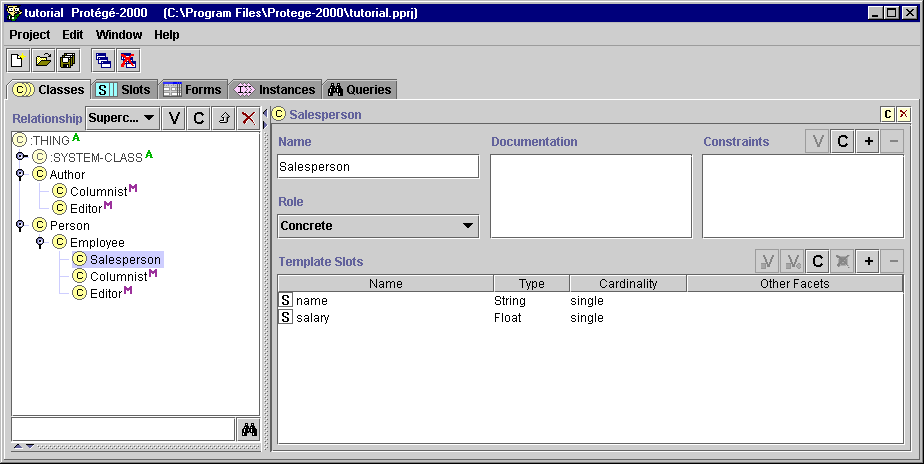 tutorial Protégé-2000 (C:\Program Files\Protege-2000\tutorial.pprj)
Project Edit Window Help
C Classes S Slots Forms I Instances Queries
Relationship Superc... V C
C :THING A
C :SYSTEM-CLASS A
C Author
C Columnist M
C Editor M
C Person
C Employee
C Salesperson
C Columnist M
C Editor M
C Salesperson C
Name Documentation Constraints V C + −
Salesperson
Role
Concrete
Template Slots V V C + −
Name Type Cardinality Other Facets
S name String single
S salary Float single